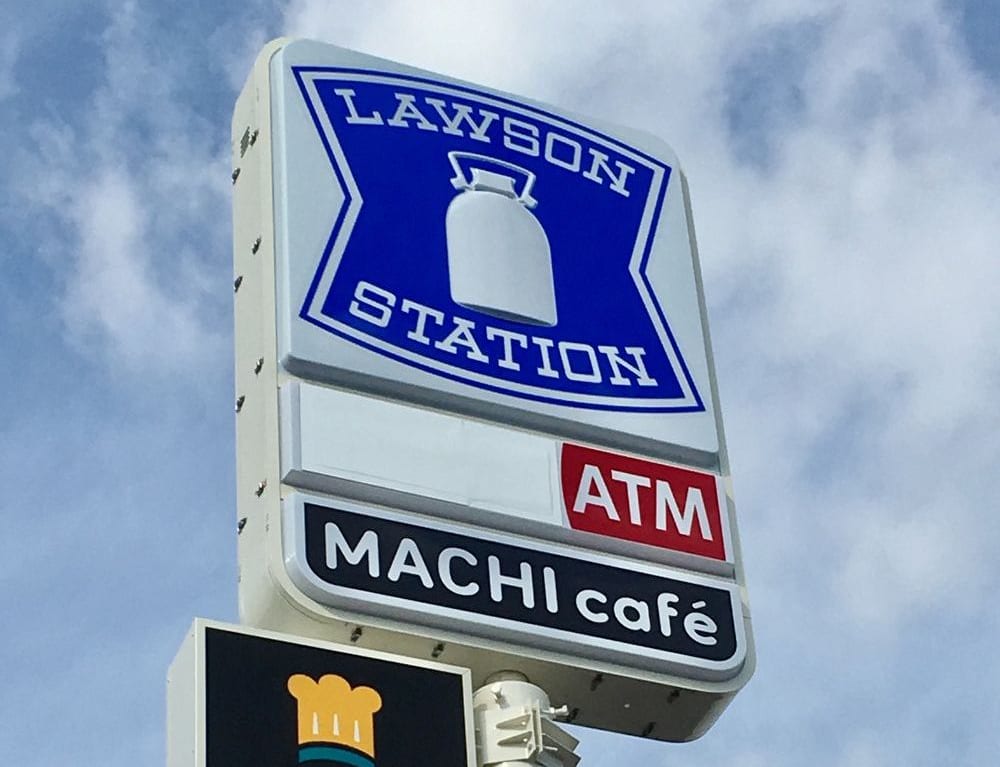 LAWSON
STATION
ATM
MACHI café